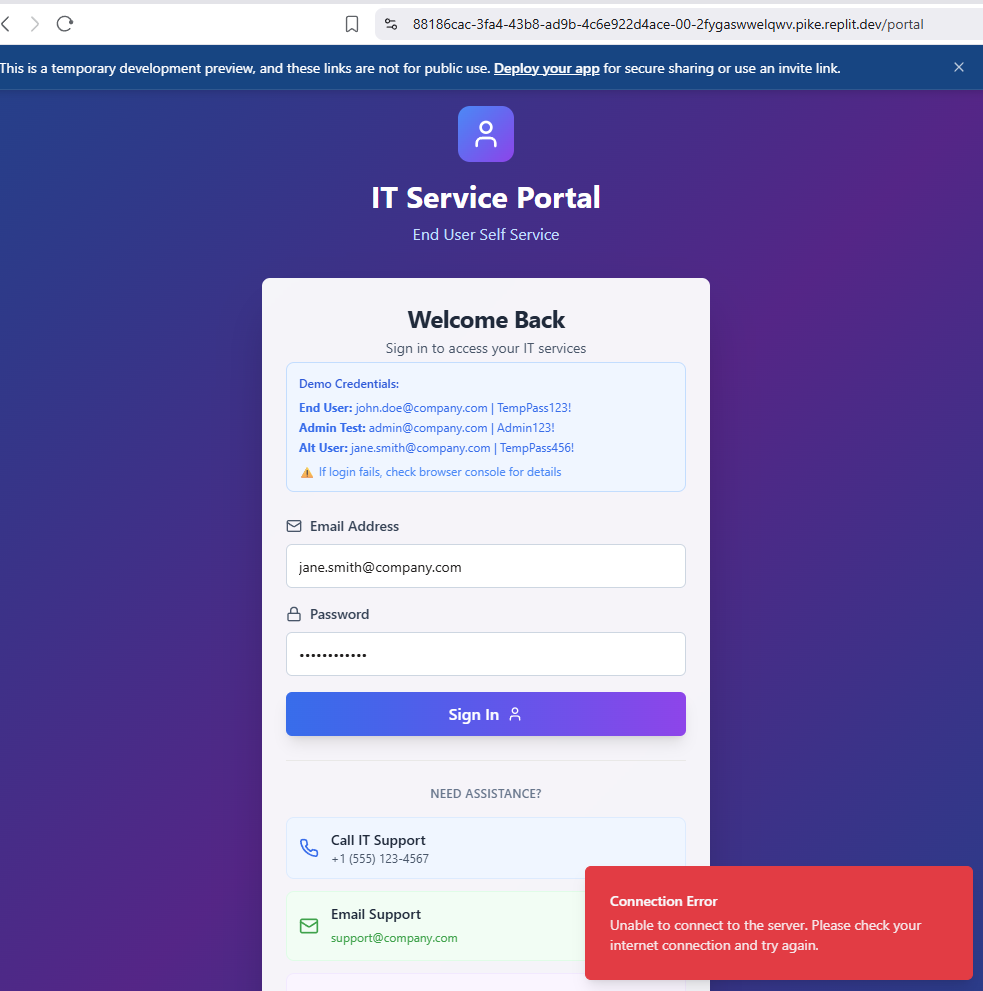 88186cac-3fa4-43b8-ad9b-4c6e922d4ace-00-2fygaswwelqwv.pike.replit.dev/portal
This is a temporary development preview, and these links are not for public use. Deploy your app for secure sharing or use an invite link.
IT Service Portal
End User Self Service
Welcome Back
Sign in to access your IT services
Demo Credentials:
End User: john.doe@company.com | TempPass123!
Admin Test: admin@company.com | Admin123!
Alt User: jane.smith@company.com | TempPass456!
⚠️ If login fails, check browser console for details
Email Address
jane.smith@company.com
Password
••••••••••••
Sign In
NEED ASSISTANCE?
Call IT Support
+1 (555) 123-4567
Email Support
support@company.com
Connection Error
Unable to connect to the server. Please check your
internet connection and try again.